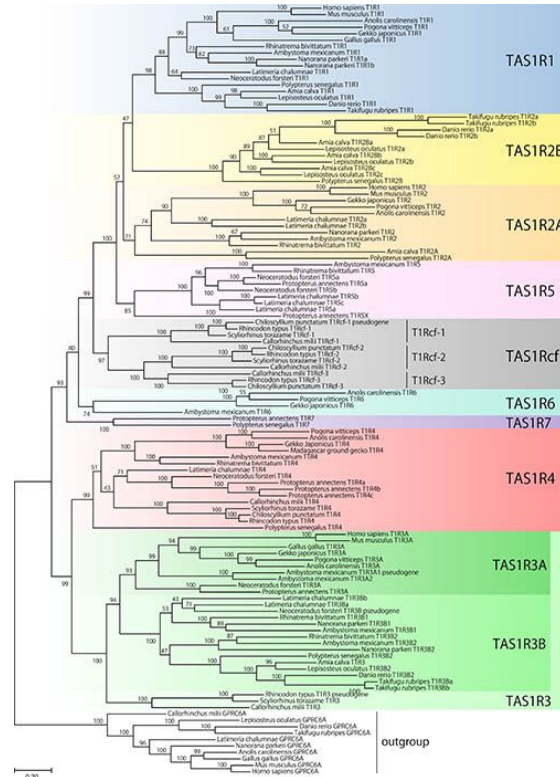 Homo sapiens T1R1
Mus musculus T1R1
Anolis carolinensis T1R1
Pogona vitticeps T1R1
Gekko japonicus T1R1
Gallus gallus T1R1
Rhinatrema bivittatum T1R1
Ambystoma mexicanum T1R1
Nanorana parkeri T1R1a
Nanorana parkeri T1R1b
Latimeria chalumnae T1R1
Neoceratodus forsteri T1R1
Polypterus senegalus T1R1
Amia calva T1R1
Lepisosteus oculatus T1R1
Danio rerio T1R1
Takifugu rubripes T1R1
TAS1R1
Takifugu rubripes T1R2a
Takifugu rubripes T1R2b
Danio rerio T1R2a
Danio rerio T1R2b
Amia calva T1R2Ba
Lepisosteus oculatus T1R2a
Amia calva T1R2Bb
Lepisosteus oculatus T1R2b
Amia calva T1R2Bc
Lepisosteus oculatus T1R2c
Polypterus senegalus T1R2B
TAS1R2B
Homo sapiens T1R2
Mus musculus T1R2
Gekko japonicus T1R2
Pogona vitticeps T1R2
Anolis carolinensis T1R2
Latimeria chalumnae T1R2a
Latimeria chalumnae T1R2b
Nanorana parkeri T1R2
Ambystoma mexicanum T1R2
Rhinatrema bivittatum T1R2
Amia calva T1R2A
Polypterus senegalus T1R2A
TAS1R2A
Ambystoma mexicanum T1R5
Rhinatrema bivittatum T1R5
Neoceratodus forsteri T1R5a
Protopterus annectens T1R5a
Neoceratodus forsteri T1R5b
Latimeria chalumnae T1R5b
Latimeria chalumnae T1R5c
Latimeria chalumnae T1R5a
Protopterus annectens T1R5X
TAS1R5
Chiloscyllium punctatum T1Rcf-1 pseudogene
Rhincodon typus T1Rcf-1
Scyliorhinus torazame T1Rcf-1
Callorhinchus milii T1Rcf-1
T1Rcf-1
Chiloscyllium punctatum T1Rcf-2
Rhincodon typus T1Rcf-2
Scyliorhinus torazame T1Rcf-2
Callorhinchus milii T1Rcf-2
T1Rcf-2
Callorhinchus milii T1Rcf-3
Rhincodon typus T1Rcf-3
Chiloscyllium punctatum T1Rcf-3
T1Rcf-3
TAS1Rcf
Anolis carolinensis T1R6
Pogona vitticeps T1R6
Gekko japonicus T1R6
Ambystoma mexicanum T1R6
TAS1R6
Protopterus annectens T1R7
Polypterus senegalus T1R7
TAS1R7
Pogona vitticeps T1R4
Anolis carolinensis T1R4
Gekko Japonicus T1R4
Madagascar ground gecko T1R4
Ambystoma mexicanum T1R4
Rhinatrema bivittatum T1R4
Latimeria chalumnae T1R4
Neoceratodus forsteri T1R4
Protopterus annectens T1R4a
Protopterus annectens T1R4b
Protopterus annectens T1R4c
Callorhinchus milii T1R4
Scyliorhinus torazame T1R4
Chiloscyllium punctatum T1R4
Rhincodon typus T1R4
Polypterus senegalus T1R4
TAS1R4
Homo sapiens T1R3A
Mus musculus T1R3A
Gallus gallus T1R3A
Gekko japonicus T1R3A
Pogona vitticeps T1R3A
Anolis carolinensis T1R3A
Ambystoma mexicanum T1R3A1 pseudogene
Ambystoma mexicanum T1R3A2
Neoceratodus forsteri T1R3A
Protopterus annectens T1R3A
TAS1R3A
Latimeria chalumnae T1R3Bb
Latimeria chalumnae T1R3Ba
Neoceratodus forsteri T1R3B pseudogene
Rhinatrema bivittatum T1R3B1
Nanorana parkeri T1R3B1
Ambystoma mexicanum T1R3B1
Rhinatrema bivittatum T1R3B2
Ambystoma mexicanum T1R3B2
Nanorana parkeri T1R3B2
Polypterus senegalus T1R3B2
Amia calva T1R3
Lepisosteus oculatus T1R3B2
Danio rerio T1R3B2
Takifugu rubripes T1R3Ba
Takifugu rubripes T1R3Bb
TAS1R3B
Rhincodon typus T1R3 pseudogene
Scyliorhinus torazame T1R3
Callorhinchus milii T1R3
TAS1R3
Callorhinchus milii GPRC6A
Lepisosteus oculatus GPRC6A
Danio rerio GPRC6A
Takifugu rubripes GPRC6A
Latimeria chalumnae GPRC6A
Nanorana parkeri GPRC6A
Anolis carolinensis GPRC6A
Gallus gallus GPRC6A
Mus musculus GPRC6A
Homo sapiens GPRC6A
outgroup
0.20